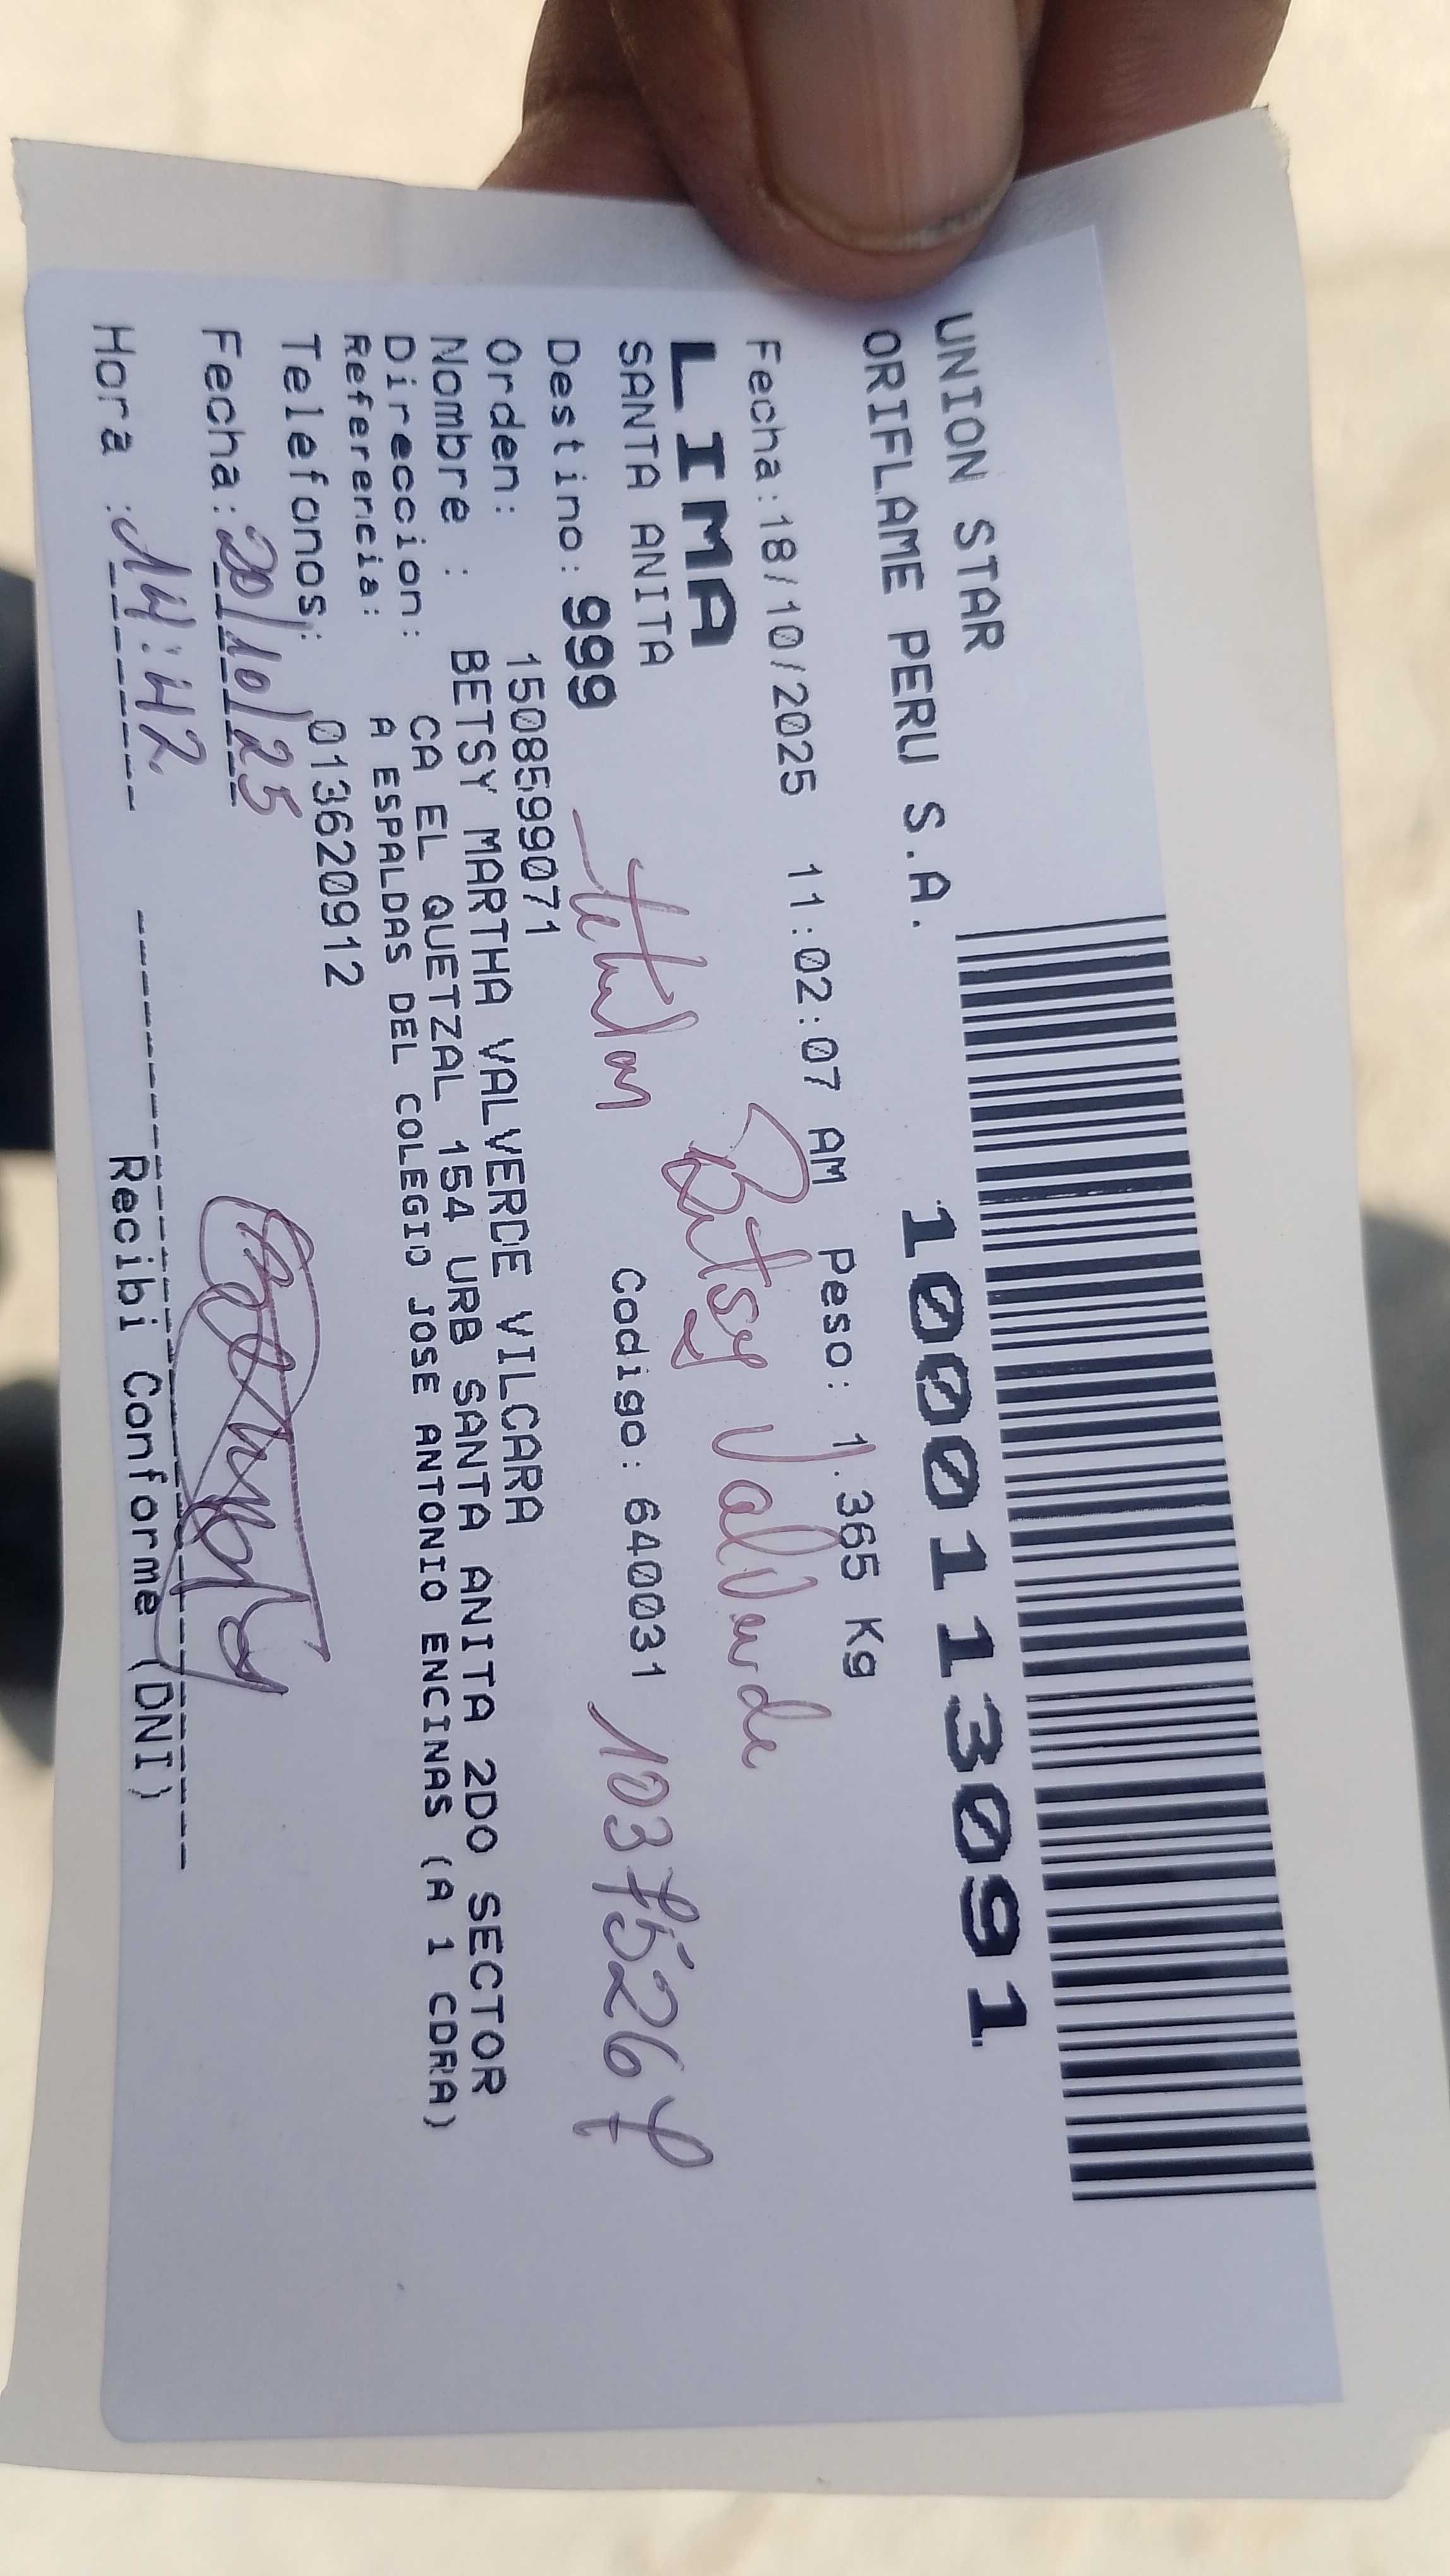 UNION STAR
ORIFLAME PERU S.A.
10001113091
Fecha:18/10/2025 11:02:07 AM Peso: 1.365 Kg
LIMA
Betsy Valverde
SANTA ANITA
titular
Destino: 999
Codigo: 640031
10375267
Orden: 1508599071
Nombre : BETSY MARTHA VALVERDE VILCARA
Direccion: CA EL QUETZAL 154 URB SANTA ANITA 2DO SECTOR
Referencia: A ESPALDAS DEL COLEGIO JOSE ANTONIO ENCINAS (A 1 CDRA)
Telefonos: 013620912
Fecha: 20/10/25
Hora : 14:42
Recibi Conforme (DNI)